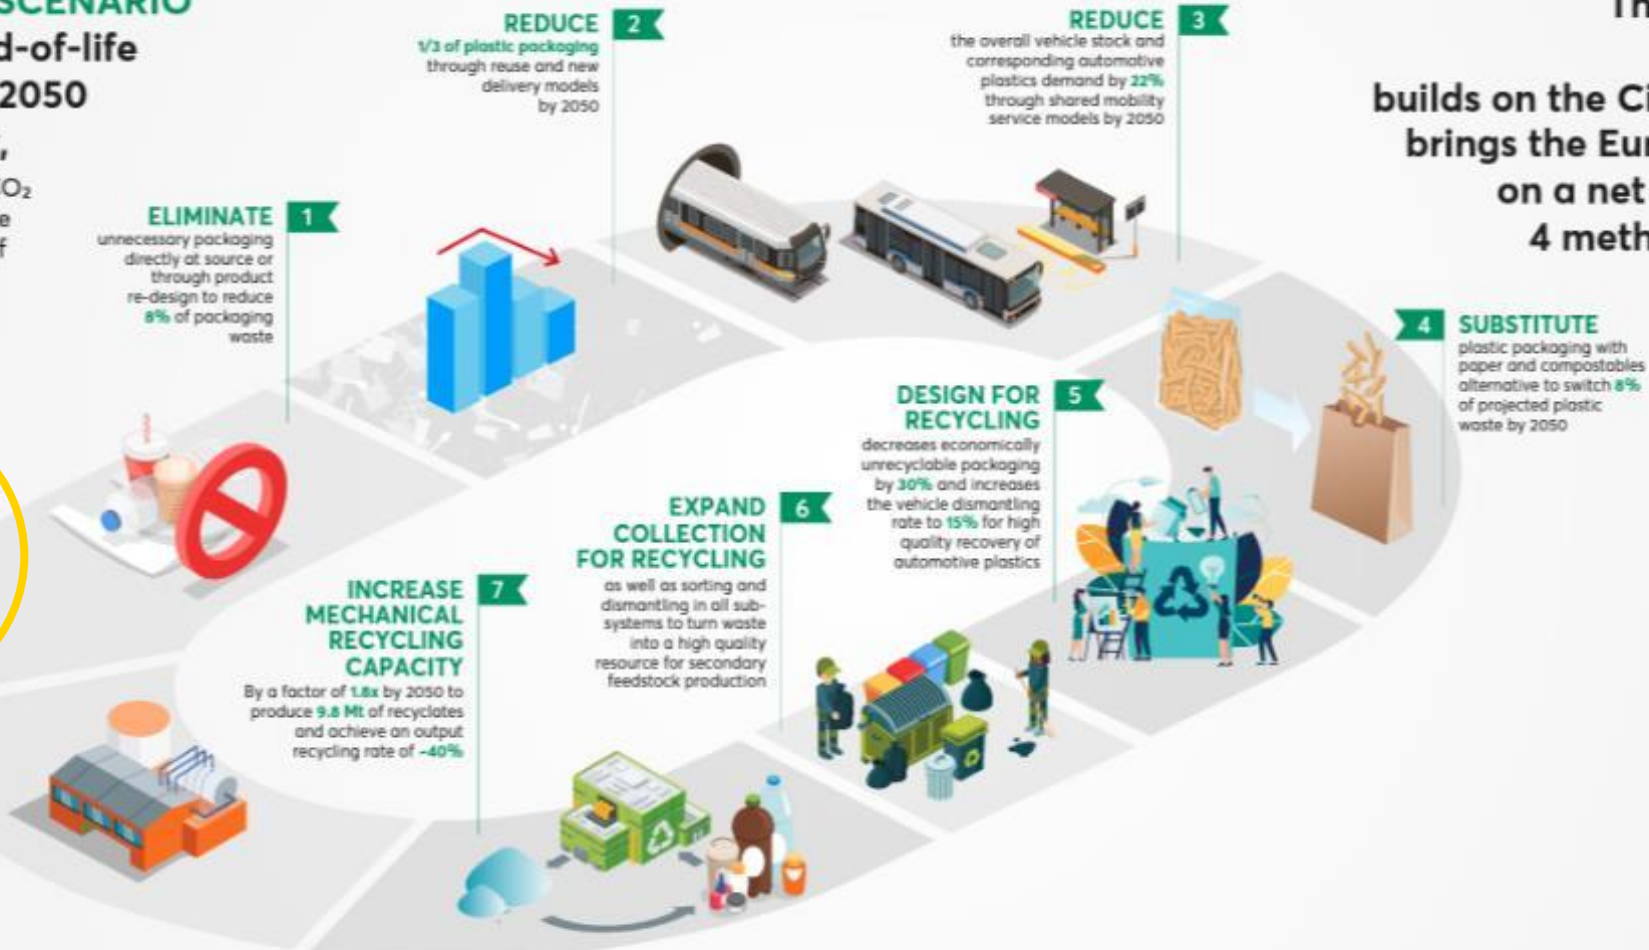 SCENARIO
d-of-life
2050
,
CO₂
e
f
1
ELIMINATE
unnecessary packaging
directly at source or
through product
re-design to reduce
8% of packaging
waste
2
REDUCE
1/3 of plastic packaging
through reuse and new
delivery models
by 2050
3
REDUCE
the overall vehicle stock and
corresponding automotive
plastics demand by 22%
through shared mobility
service models by 2050
Th
builds on the Ci
brings the Eur
on a net
4 meth
4
SUBSTITUTE
plastic packaging with
paper and compostables
alternative to switch 8%
of projected plastic
waste by 2050
5
DESIGN FOR
RECYCLING
decreases economically
unrecyclable packaging
by 30% and increases
the vehicle dismantling
rate to 15% for high
quality recovery of
automotive plastics
6
EXPAND
COLLECTION
FOR RECYCLING
as well as sorting and
dismantling in all sub-
systems to turn waste
into a high quality
resource for secondary
feedstock production
7
INCREASE
MECHANICAL
RECYCLING
CAPACITY
By a factor of 1.8x by 2050 to
produce 9.8 Mt of recyclates
and achieve an output
recycling rate of ~40%